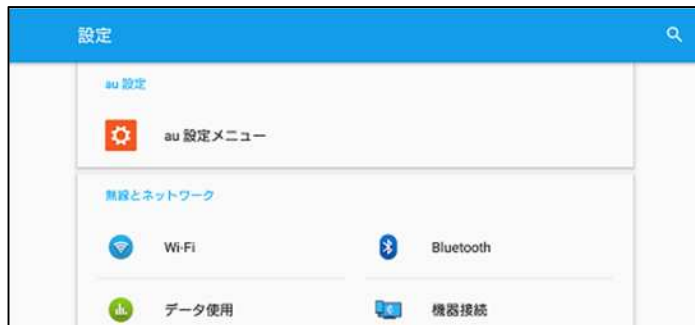 設定
au 設定
au 設定メニュー
無線とネットワーク
Wi-Fi
Bluetooth
データ使用
機器接続